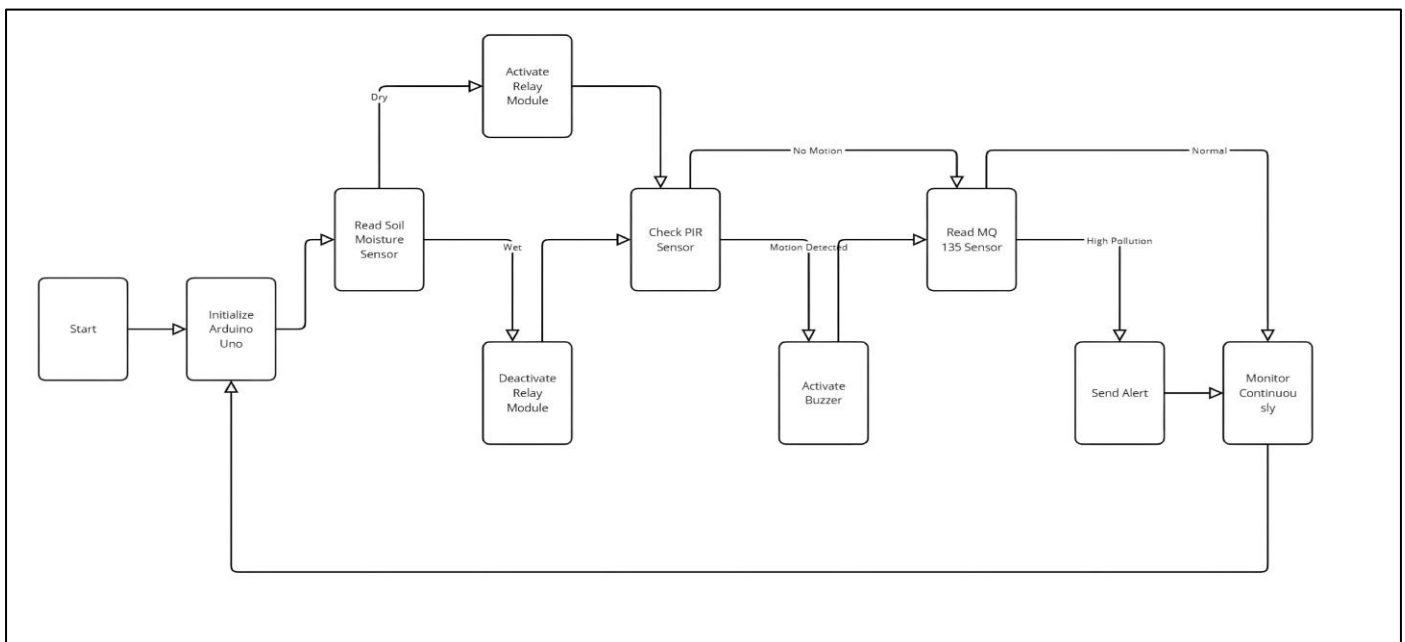 Activate
Relay
Module
Dry
No Motion
Normal
Read Soil
Moisture
Sensor
Wet
Check PIR
Sensor
Motion Detected
Read MQ
135 Sensor
High Pollution
Start
Initialize
Arduino
Uno
Deactivate
Relay
Module
Activate
Buzzer
Send Alert
Monitor
Continuou
sly